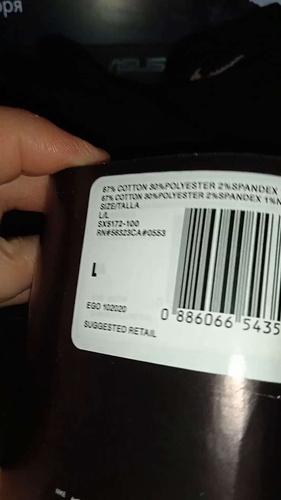 ASUS
67% COTTON 30%POLYESTER 2%SPANDEX
67% COTTON 30%POLYESTER 2%SPANDEX 1%N
SIZE/TALLA
L/L
SX5172-100
RN#56323CA#0553
L
EGD 102020
0 886066 5435
SUGGESTED RETAIL